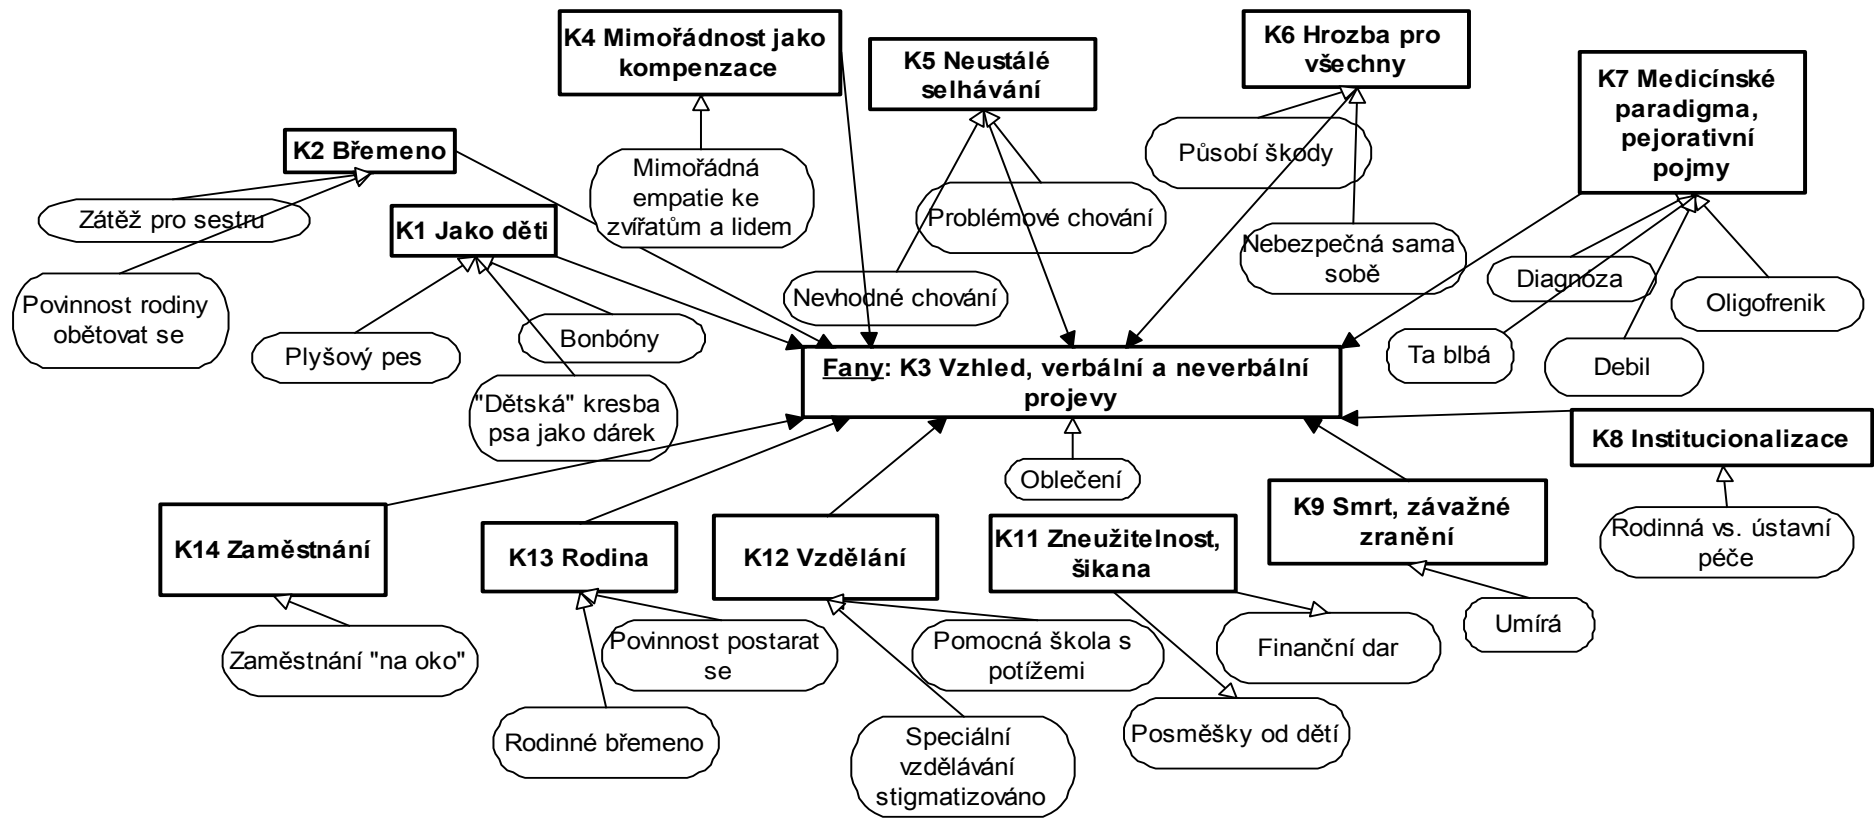 K4 Mimořádnost jako
kompenzace
K5 Neustálé
selhávání
K6 Hrozba pro
všechny
K7 Medicínské
paradigma,
pejorativní
pojmy
K2 Břemeno
Mimořádná
empatie ke
zvířatům a lidem
Působí škody
Zátěž pro sestru
K1 Jako děti
Problémové chování
Nebezpečná sama
sobě
Diagnóza
Oligofrenik
Povinnost rodiny
obětovat se
Nevhodné chování
Plyšový pes
Bonbóny
Ta blbá
Debil
Fany: K3 Vzhled, verbální a neverbální
projevy
"Dětská" kresba
psa jako dárek
K8 Institucionalizace
Oblečení
K9 Smrt, závažné
zranění
Rodinná vs. ústavní
péče
K14 Zaměstnání
K13 Rodina
K12 Vzdělání
K11 Zneužitelnost,
šikana
Umírá
Zaměstnání "na oko"
Povinnost postarat
se
Pomocná škola s
potížemi
Finanční dar
Rodinné břemeno
Speciální
vzdělávání
stigmatizováno
Posměšky od dětí